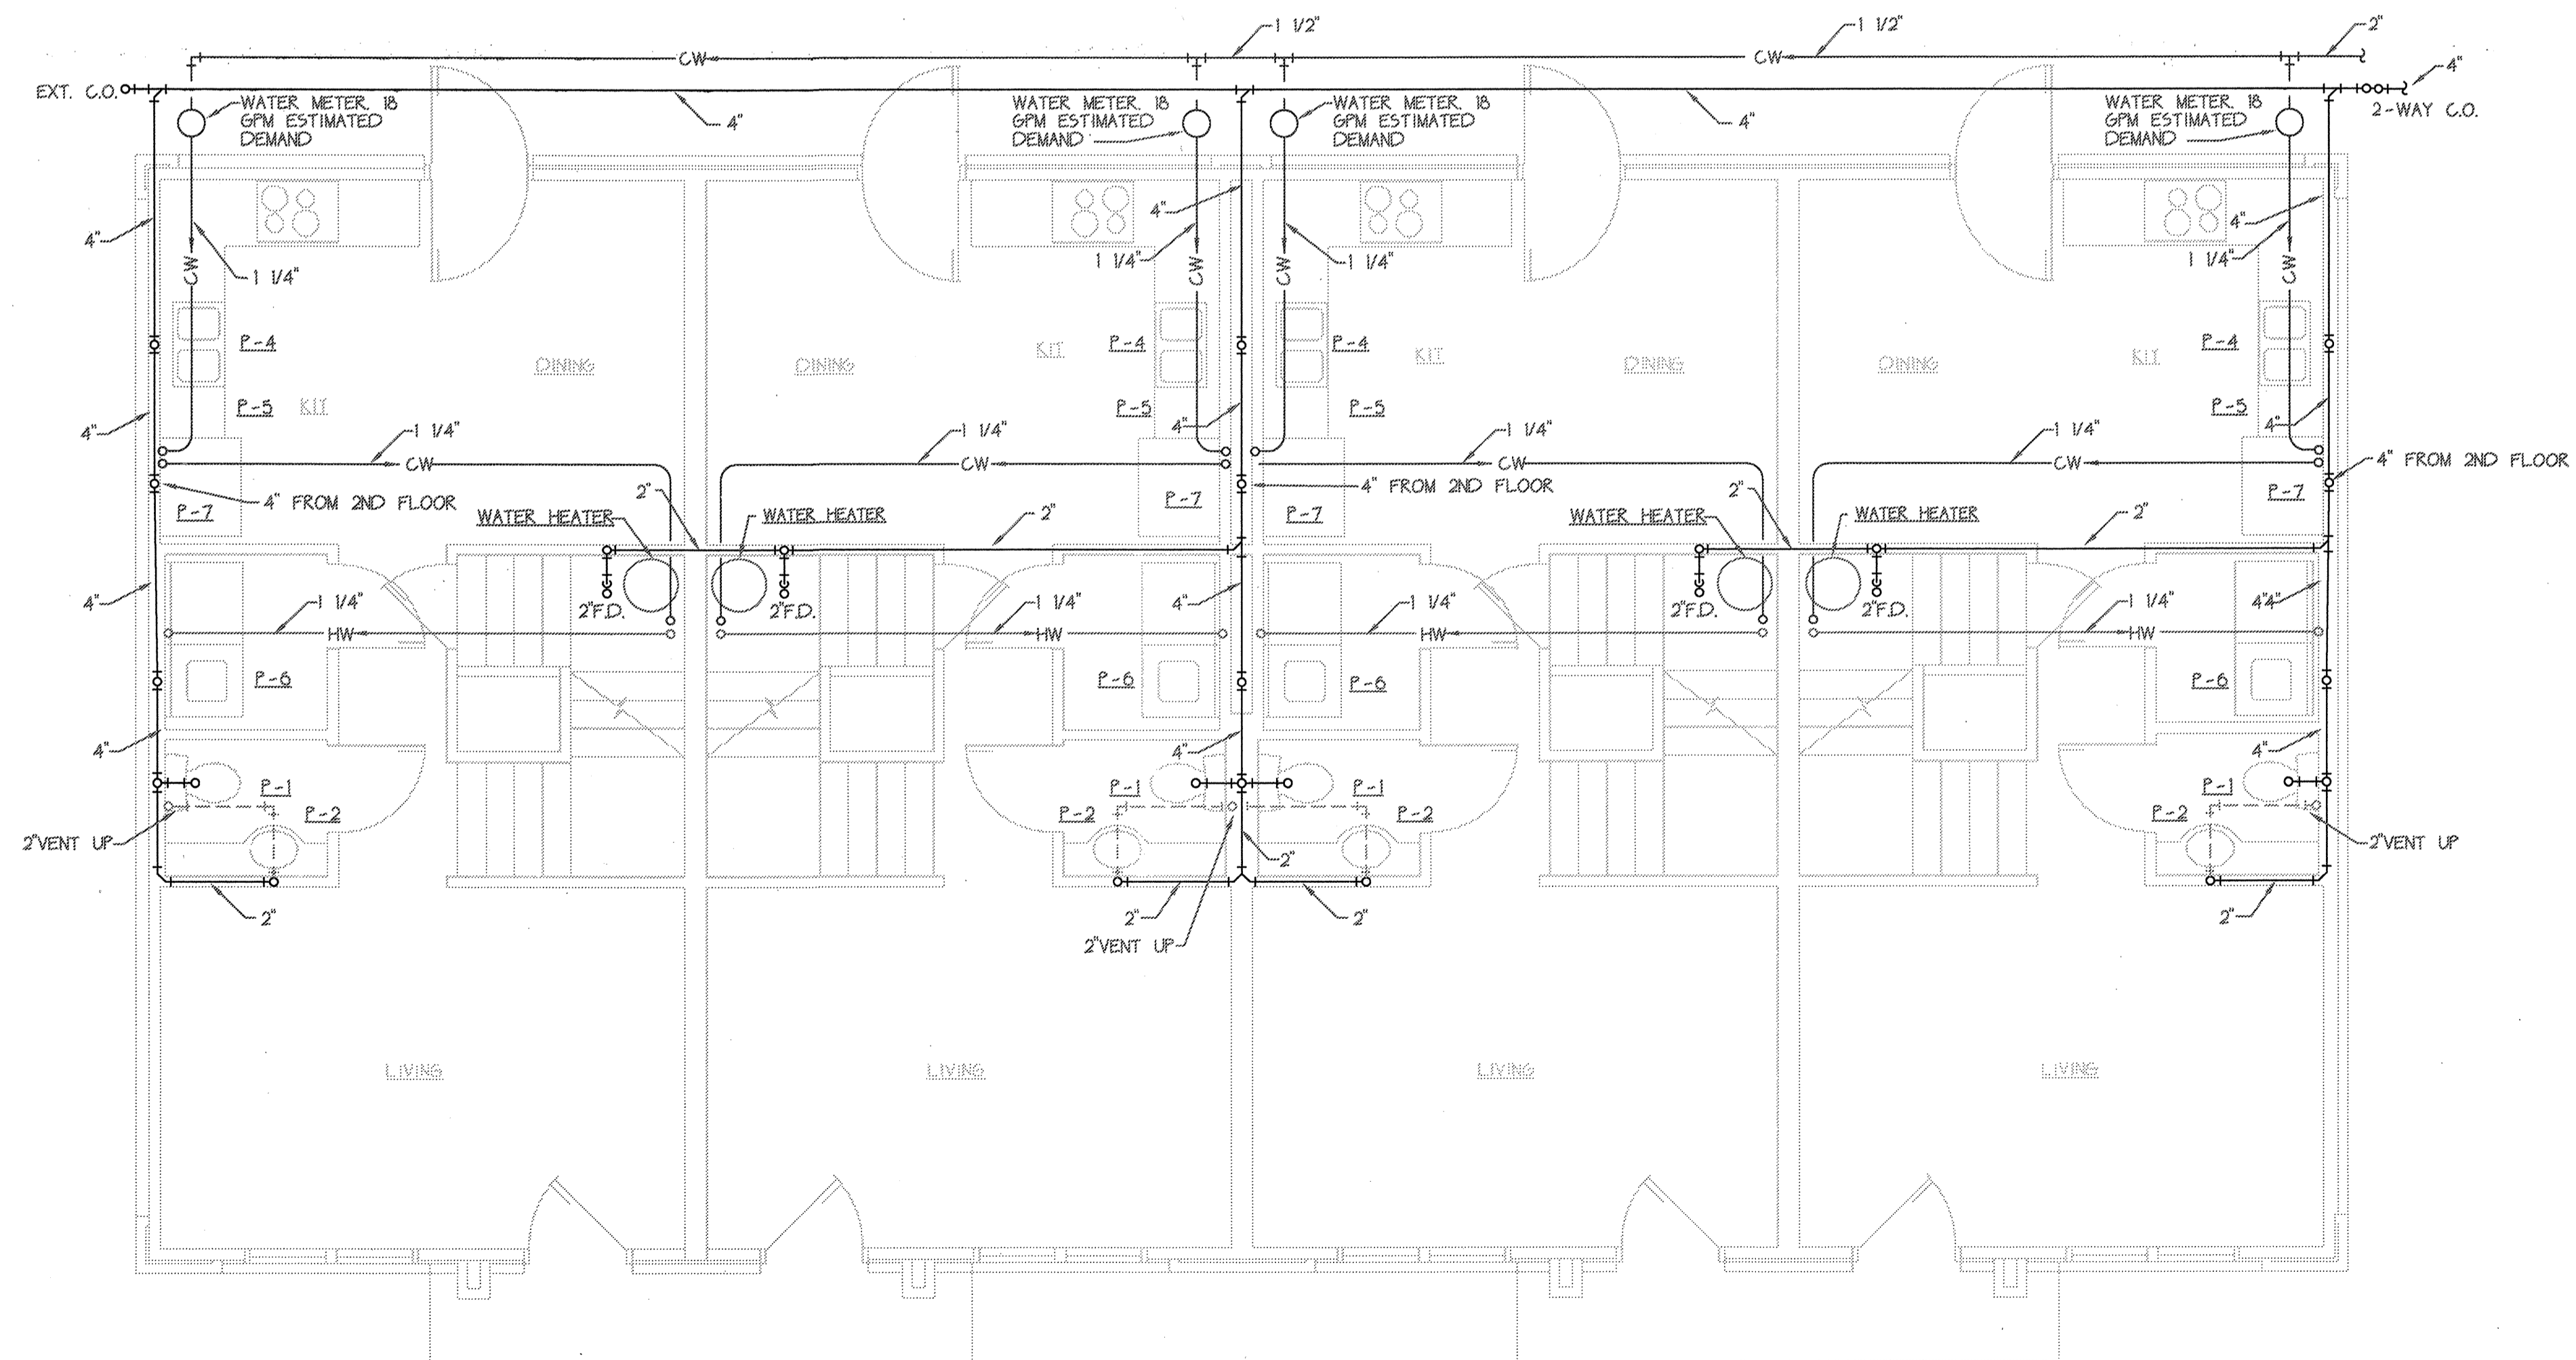 1 1/2"
1 1/2"
2"
CW
CW
4"
EXT. C.O.
2-WAY C.O.
WATER METER. 18
GPM ESTIMATED
DEMAND
4"
WATER METER. 18
GPM ESTIMATED
DEMAND
WATER METER. 18
GPM ESTIMATED
DEMAND
4"
WATER METER. 18
GPM ESTIMATED
DEMAND
4"
CW
1 1/4"
4"
1 1/4"
CW
CW
1 1/4"
4"
1 1/4"
CW
P-4
DINING
DINING
KIT
P-4
P-4
KIT
DINING
DINING
KIT
P-4
P-5
KIT
P-5
P-5
P-5
4"
1 1/4"
1 1/4"
4"
1 1/4"
1 1/4"
4"
CW
CW
CW
CW
4" FROM 2ND FLOOR
P-7
4" FROM 2ND FLOOR
2"
P-7
P-7
4" FROM 2ND FLOOR
2"
P-7
WATER HEATER
WATER HEATER
2"
WATER HEATER
WATER HEATER
2"
4"
1 1/4"
2"F.D.
2"F.D.
1 1/4"
4"
1 1/4"
2"F.D.
2"F.D.
1 1/4"
4"4"
HW
HW
HW
HW
P-6
P-6
P-6
P-6
4"
4"
4"
P-1
P-2
P-1
P-2
P-1
P-2
P-1
P-2
2"VENT UP
2"
2"VENT UP
2"
2"
2"
2"
2"VENT UP
LIVING
LIVING
LIVING
LIVING